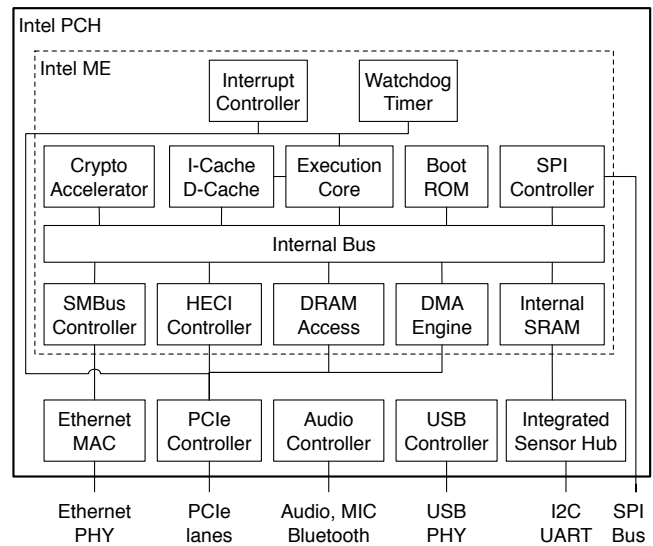 Intel PCH
Intel ME
Interrupt
Controller
Watchdog
Timer
Crypto
Accelerator
I-Cache
D-Cache
Execution
Core
Boot
ROM
SPI
Controller
Internal Bus
SMBus
Controller
HECI
Controller
DRAM
Access
DMA
Engine
Internal
SRAM
Ethernet
MAC
PCIe
Controller
Audio
Controller
USB
Controller
Integrated
Sensor Hub
Ethernet
PHY
PCIe
lanes
Audio, MIC
Bluetooth
USB
PHY
I2C
UART
SPI
Bus